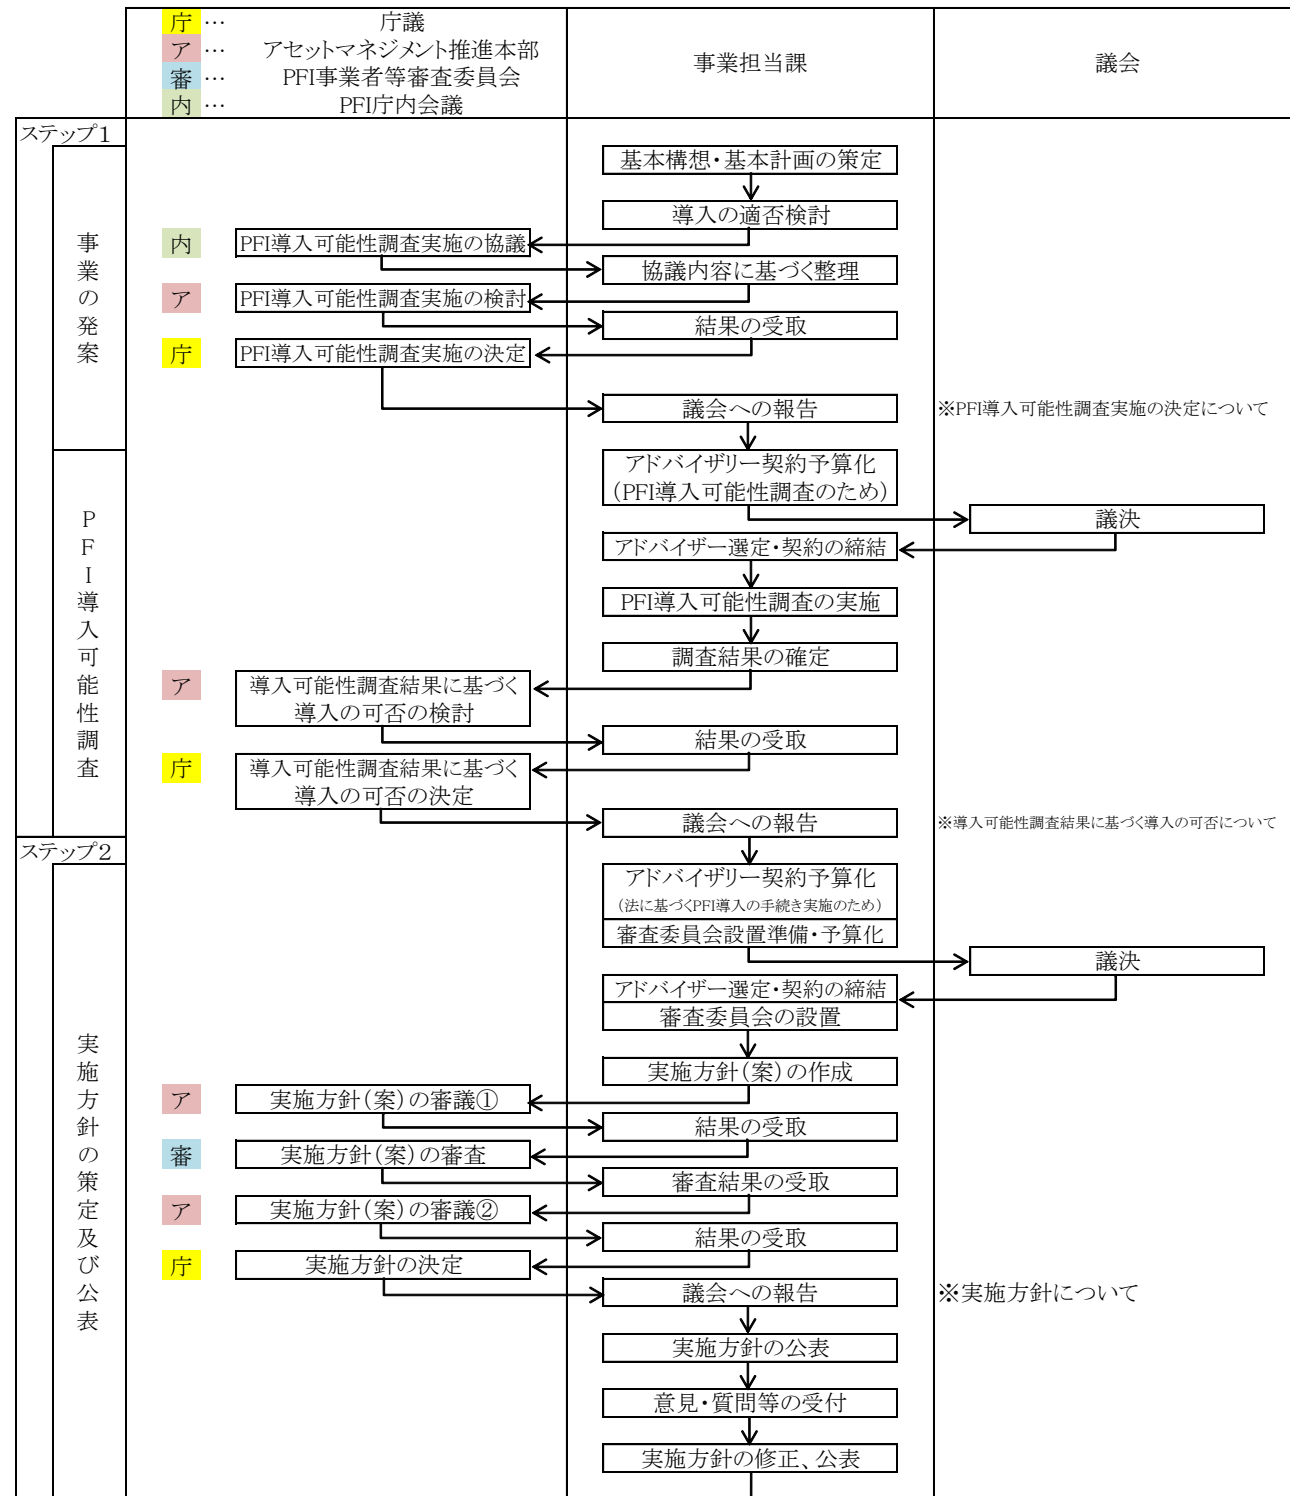 庁 … 庁議
ア … アセットマネジメント推進本部
審 … PFI事業者等審査委員会
内 … PFI庁内会議
事業担当課
議会
ステップ1
事業の発案
基本構想・基本計画の策定
導入の適否検討
内 PFI導入可能性調査実施の協議
協議内容に基づく整理
ア PFI導入可能性調査実施の検討
結果の受取
庁 PFI導入可能性調査実施の決定
議会への報告
※PFI導入可能性調査実施の決定について
PFI導入可能性調査
アドバイザリー契約予算化
(PFI導入可能性調査のため)
議決
アドバイザー選定・契約の締結
PFI導入可能性調査の実施
調査結果の確定
ア 導入可能性調査結果に基づく
導入の可否の検討
結果の受取
庁 導入可能性調査結果に基づく
導入の可否の決定
議会への報告
※導入可能性調査結果に基づく導入の可否について
ステップ2
実施方針の策定及び公表
アドバイザリー契約予算化
(法に基づくPFI導入の手続き実施のため)
審査委員会設置準備・予算化
議決
アドバイザー選定・契約の締結
審査委員会の設置
実施方針(案)の作成
ア 実施方針(案)の審議①
結果の受取
審 実施方針(案)の審査
審査結果の受取
ア 実施方針(案)の審議②
結果の受取
庁 実施方針の決定
議会への報告
※実施方針について
実施方針の公表
意見・質問等の受付
実施方針の修正、公表